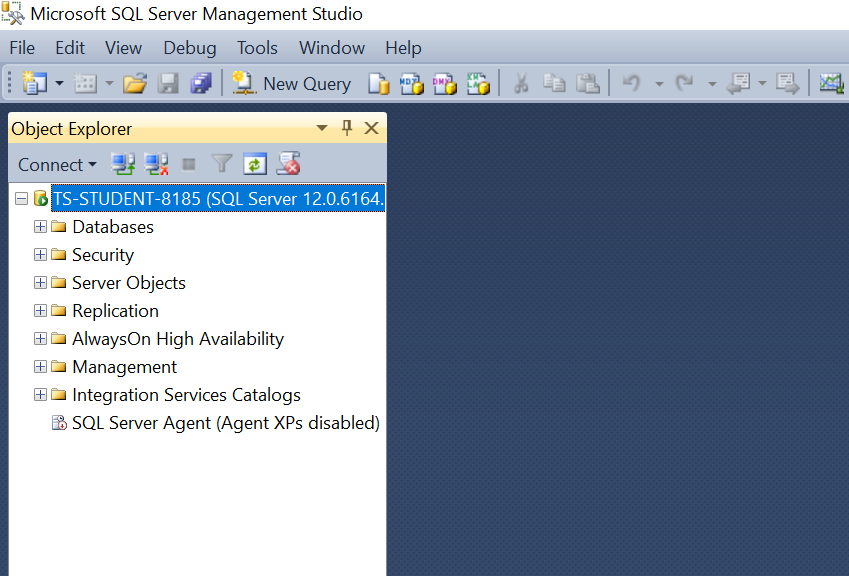 Microsoft SQL Server Management Studio
File Edit View Debug Tools Window Help
New Query
Object Explorer
Connect
TS-STUDENT-8185 (SQL Server 12.0.6164.
Databases
Security
Server Objects
Replication
AlwaysOn High Availability
Management
Integration Services Catalogs
SQL Server Agent (Agent XPs disabled)